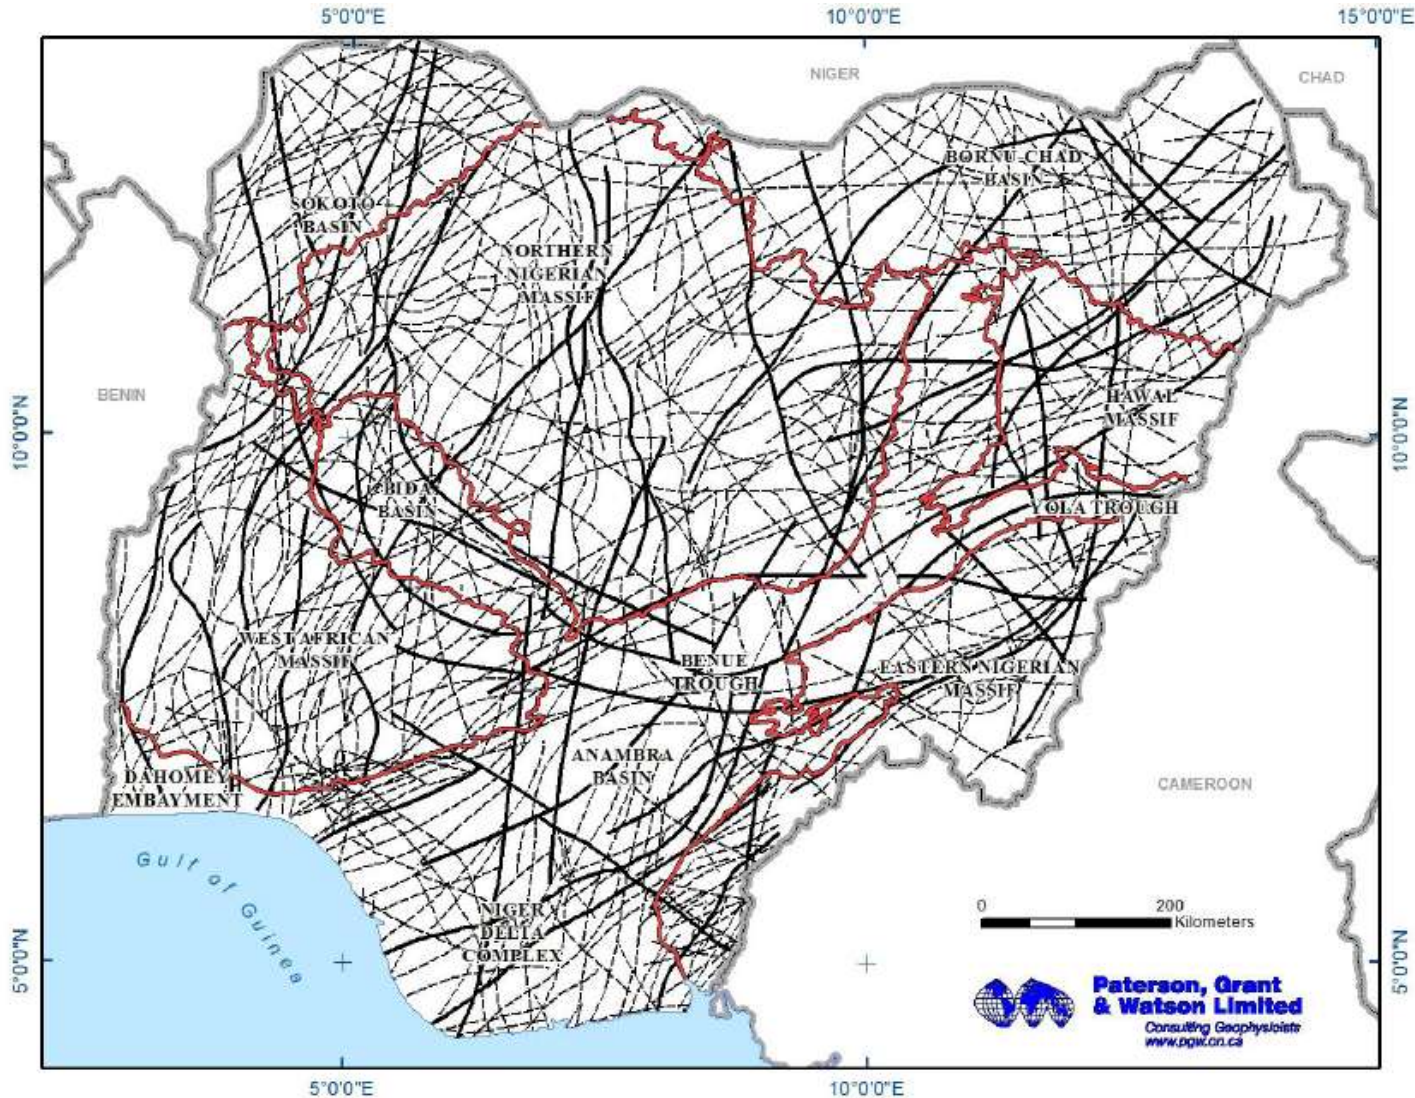 5°0'0"E
10°0'0"E
15°0'0"E
NIGER
CHAD
BORNU CHAD
BASIN
SOKOTO
BASIN
NORTHERN
NIGERIAN
MASSIF
BENIN
HAWAL
MASSIF
10°0'0"N
10°0'0"N
BIDA
BASIN
YOLA TROUGH
WEST AFRICAN
MASSIF
BENUE
TROUGH
EASTERN NIGERIAN
MASSIF
ANAMBRA
BASIN
DAHOMEY
EMBAYMENT
CAMEROON
Gulf of Guinea
NIGER
DELTA
COMPLEX
0
200
Kilometers
5°0'0"N
5°0'0"N
Paterson, Grant
& Watson Limited
Consulting Geophysicists
www.pgw.on.ca
5°0'0"E
10°0'0"E